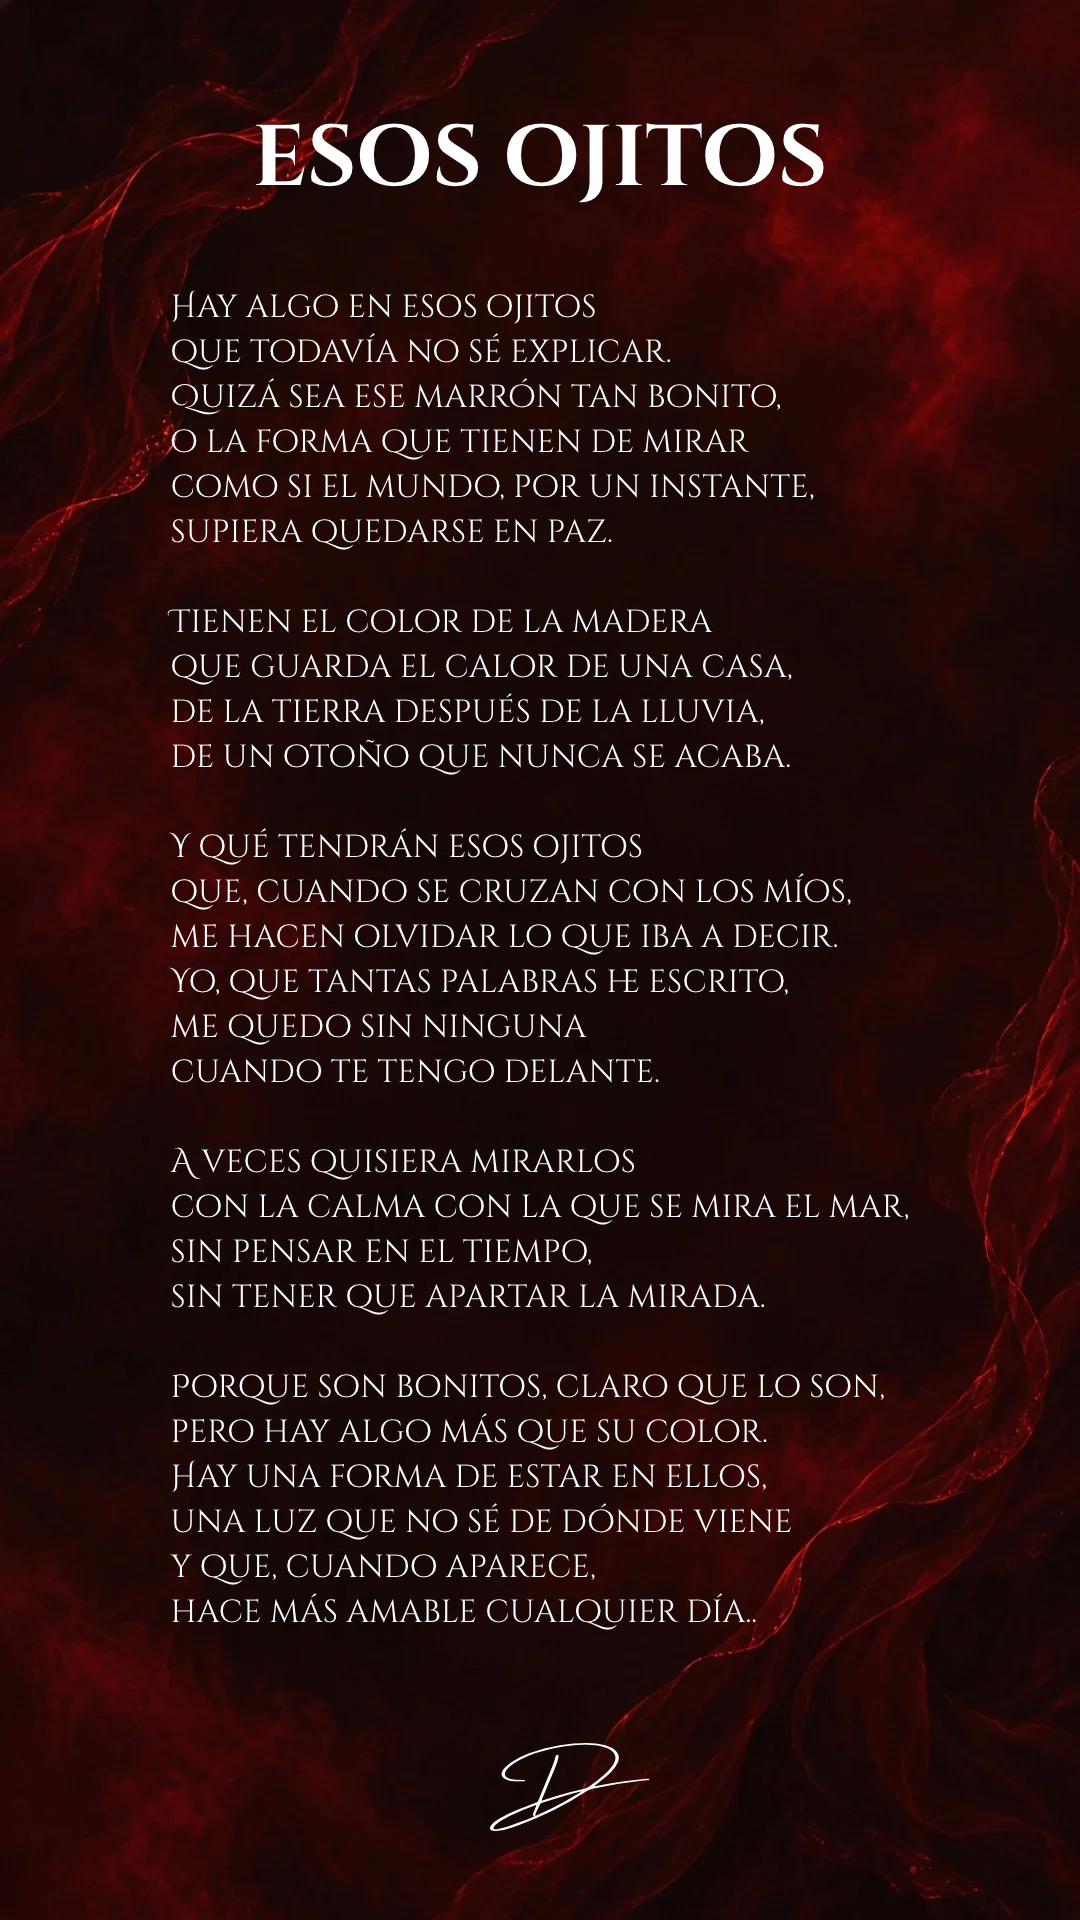 ESOS OJITOS
Hay algo en esos ojitos
que todavía no sé explicar.
Quizá sea ese marrón tan bonito,
o la forma que tienen de mirar
como si el mundo, por un instante,
supiera quedarse en paz.
Tienen el color de la madera
que guarda el calor de una casa,
de la tierra después de la lluvia,
de un otoño que nunca se acaba.
Y qué tendrán esos ojitos
que, cuando se cruzan con los míos,
me hacen olvidar lo que iba a decir.
Yo, que tantas palabras he escrito,
me quedo sin ninguna
cuando te tengo delante.
A veces quisiera mirarlos
con la calma con la que se mira el mar,
sin pensar en el tiempo,
sin tener que apartar la mirada.
Porque son bonitos, claro que lo son,
pero hay algo más que su color.
Hay una forma de estar en ellos,
una luz que no sé de dónde viene
y que, cuando aparece,
hace más amable cualquier día..
D